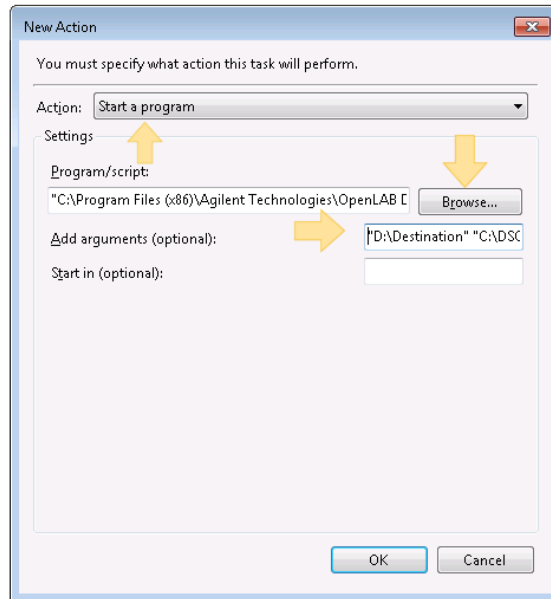 New Action
You must specify what action this task will perform.
Action: Start a program
Settings
Program/script:
"C:\Program Files (x86)\Agilent Technologies\OpenLAB D Browse...
Add arguments (optional): "D:\Destination" "C:\DSC
Start in (optional):
OK Cancel